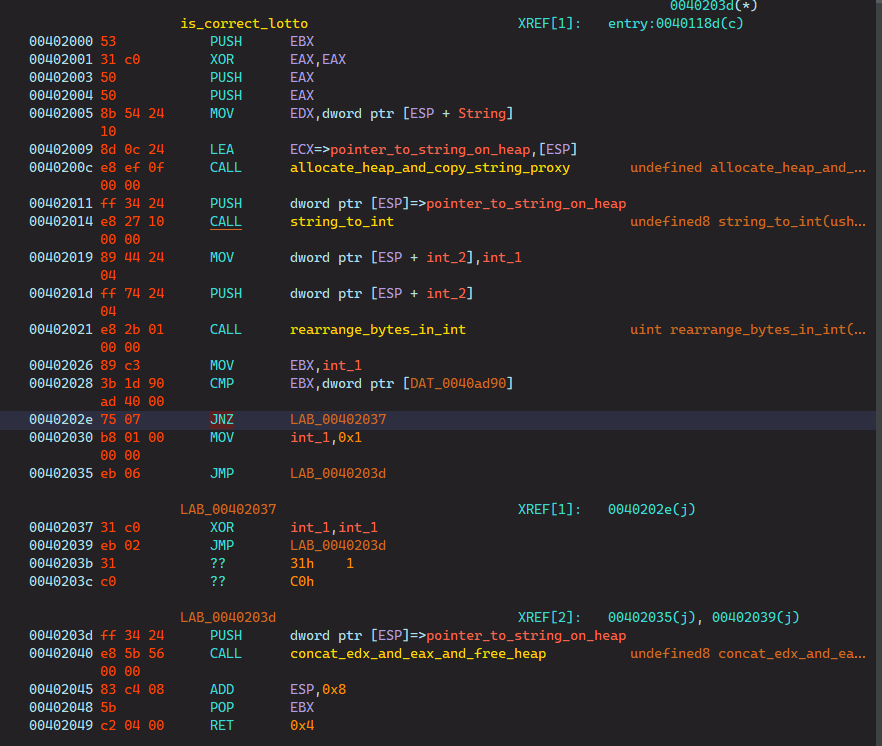 0040203d(*)
is_correct_lotto XREF[1]: entry:0040118d(c)
00402000 53 PUSH EBX
00402001 31 c0 XOR EAX,EAX
00402003 50 PUSH EAX
00402004 50 PUSH EAX
00402005 8b 54 24 MOV EDX,dword ptr [ESP + String]
10
00402009 8d 0c 24 LEA ECX=>pointer_to_string_on_heap,[ESP]
0040200c e8 ef 0f CALL allocate_heap_and_copy_string_proxy undefined allocate_heap_and_...
00 00
00402011 ff 34 24 PUSH dword ptr [ESP]=>pointer_to_string_on_heap
00402014 e8 27 10 CALL string_to_int undefined8 string_to_int(ush...
00 00
00402019 89 44 24 MOV dword ptr [ESP + int_2],int_1
04
0040201d ff 74 24 PUSH dword ptr [ESP + int_2]
04
00402021 e8 2b 01 CALL rearrange_bytes_in_int uint rearrange_bytes_in_int(...
00 00
00402026 89 c3 MOV EBX,int_1
00402028 3b 1d 90 CMP EBX,dword ptr [DAT_0040ad90]
ad 40 00
0040202e 75 07 JNZ LAB_00402037
00402030 b8 01 00 MOV int_1,0x1
00 00
00402035 eb 06 JMP LAB_0040203d
LAB_00402037 XREF[1]: 0040202e(j)
00402037 31 c0 XOR int_1,int_1
00402039 eb 02 JMP LAB_0040203d
0040203b 31 ?? 31h 1
0040203c c0 ?? C0h
LAB_0040203d XREF[2]: 00402035(j), 00402039(j)
0040203d ff 34 24 PUSH dword ptr [ESP]=>pointer_to_string_on_heap
00402040 e8 5b 56 CALL concat_edx_and_eax_and_free_heap undefined8 concat_edx_and_ea...
00 00
00402045 83 c4 08 ADD ESP,0x8
00402048 5b POP EBX
00402049 c2 04 00 RET 0x4